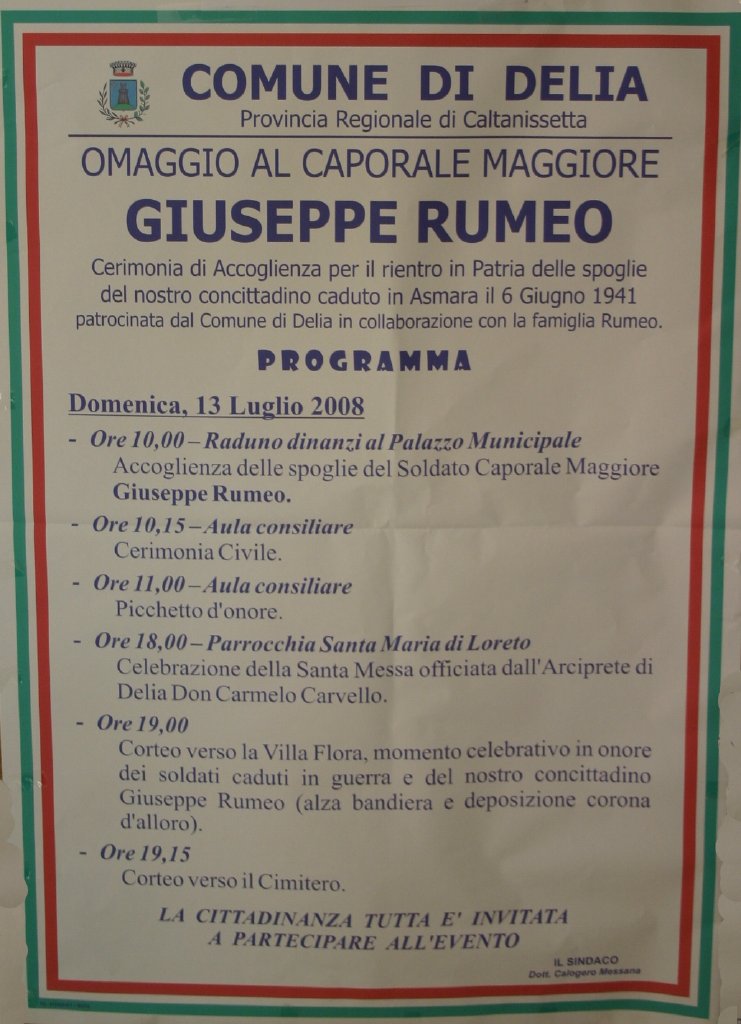 COMUNE DI DELIA
Provincia Regionale di Caltanissetta
OMAGGIO AL CAPORALE MAGGIORE
GIUSEPPE RUMEO
Cerimonia di Accoglienza per il rientro in Patria delle spoglie
del nostro concittadino caduto in Asmara il 6 Giugno 1941
patrocinata dal Comune di Delia in collaborazione con la famiglia Rumeo.
PROGRAMMA
Domenica, 13 Luglio 2008
- Ore 10,00 – Raduno dinanzi al Palazzo Municipale
Accoglienza delle spoglie del Soldato Caporale Maggiore
Giuseppe Rumeo.
- Ore 10,15 – Aula consiliare
Cerimonia Civile.
- Ore 11,00 – Aula consiliare
Picchetto d'onore.
- Ore 18,00 – Parrocchia Santa Maria di Loreto
Celebrazione della Santa Messa officiata dall'Arciprete di
Delia Don Carmelo Carvello.
- Ore 19,00
Corteo verso la Villa Flora, momento celebrativo in onore
dei soldati caduti in guerra e del nostro concittadino
Giuseppe Rumeo (alza bandiera e deposizione corona
d'alloro).
- Ore 19,15
Corteo verso il Cimitero.
LA CITTADINANZA TUTTA E' INVITATA
A PARTECIPARE ALL'EVENTO
IL SINDACO
Dott. Calogero Messana